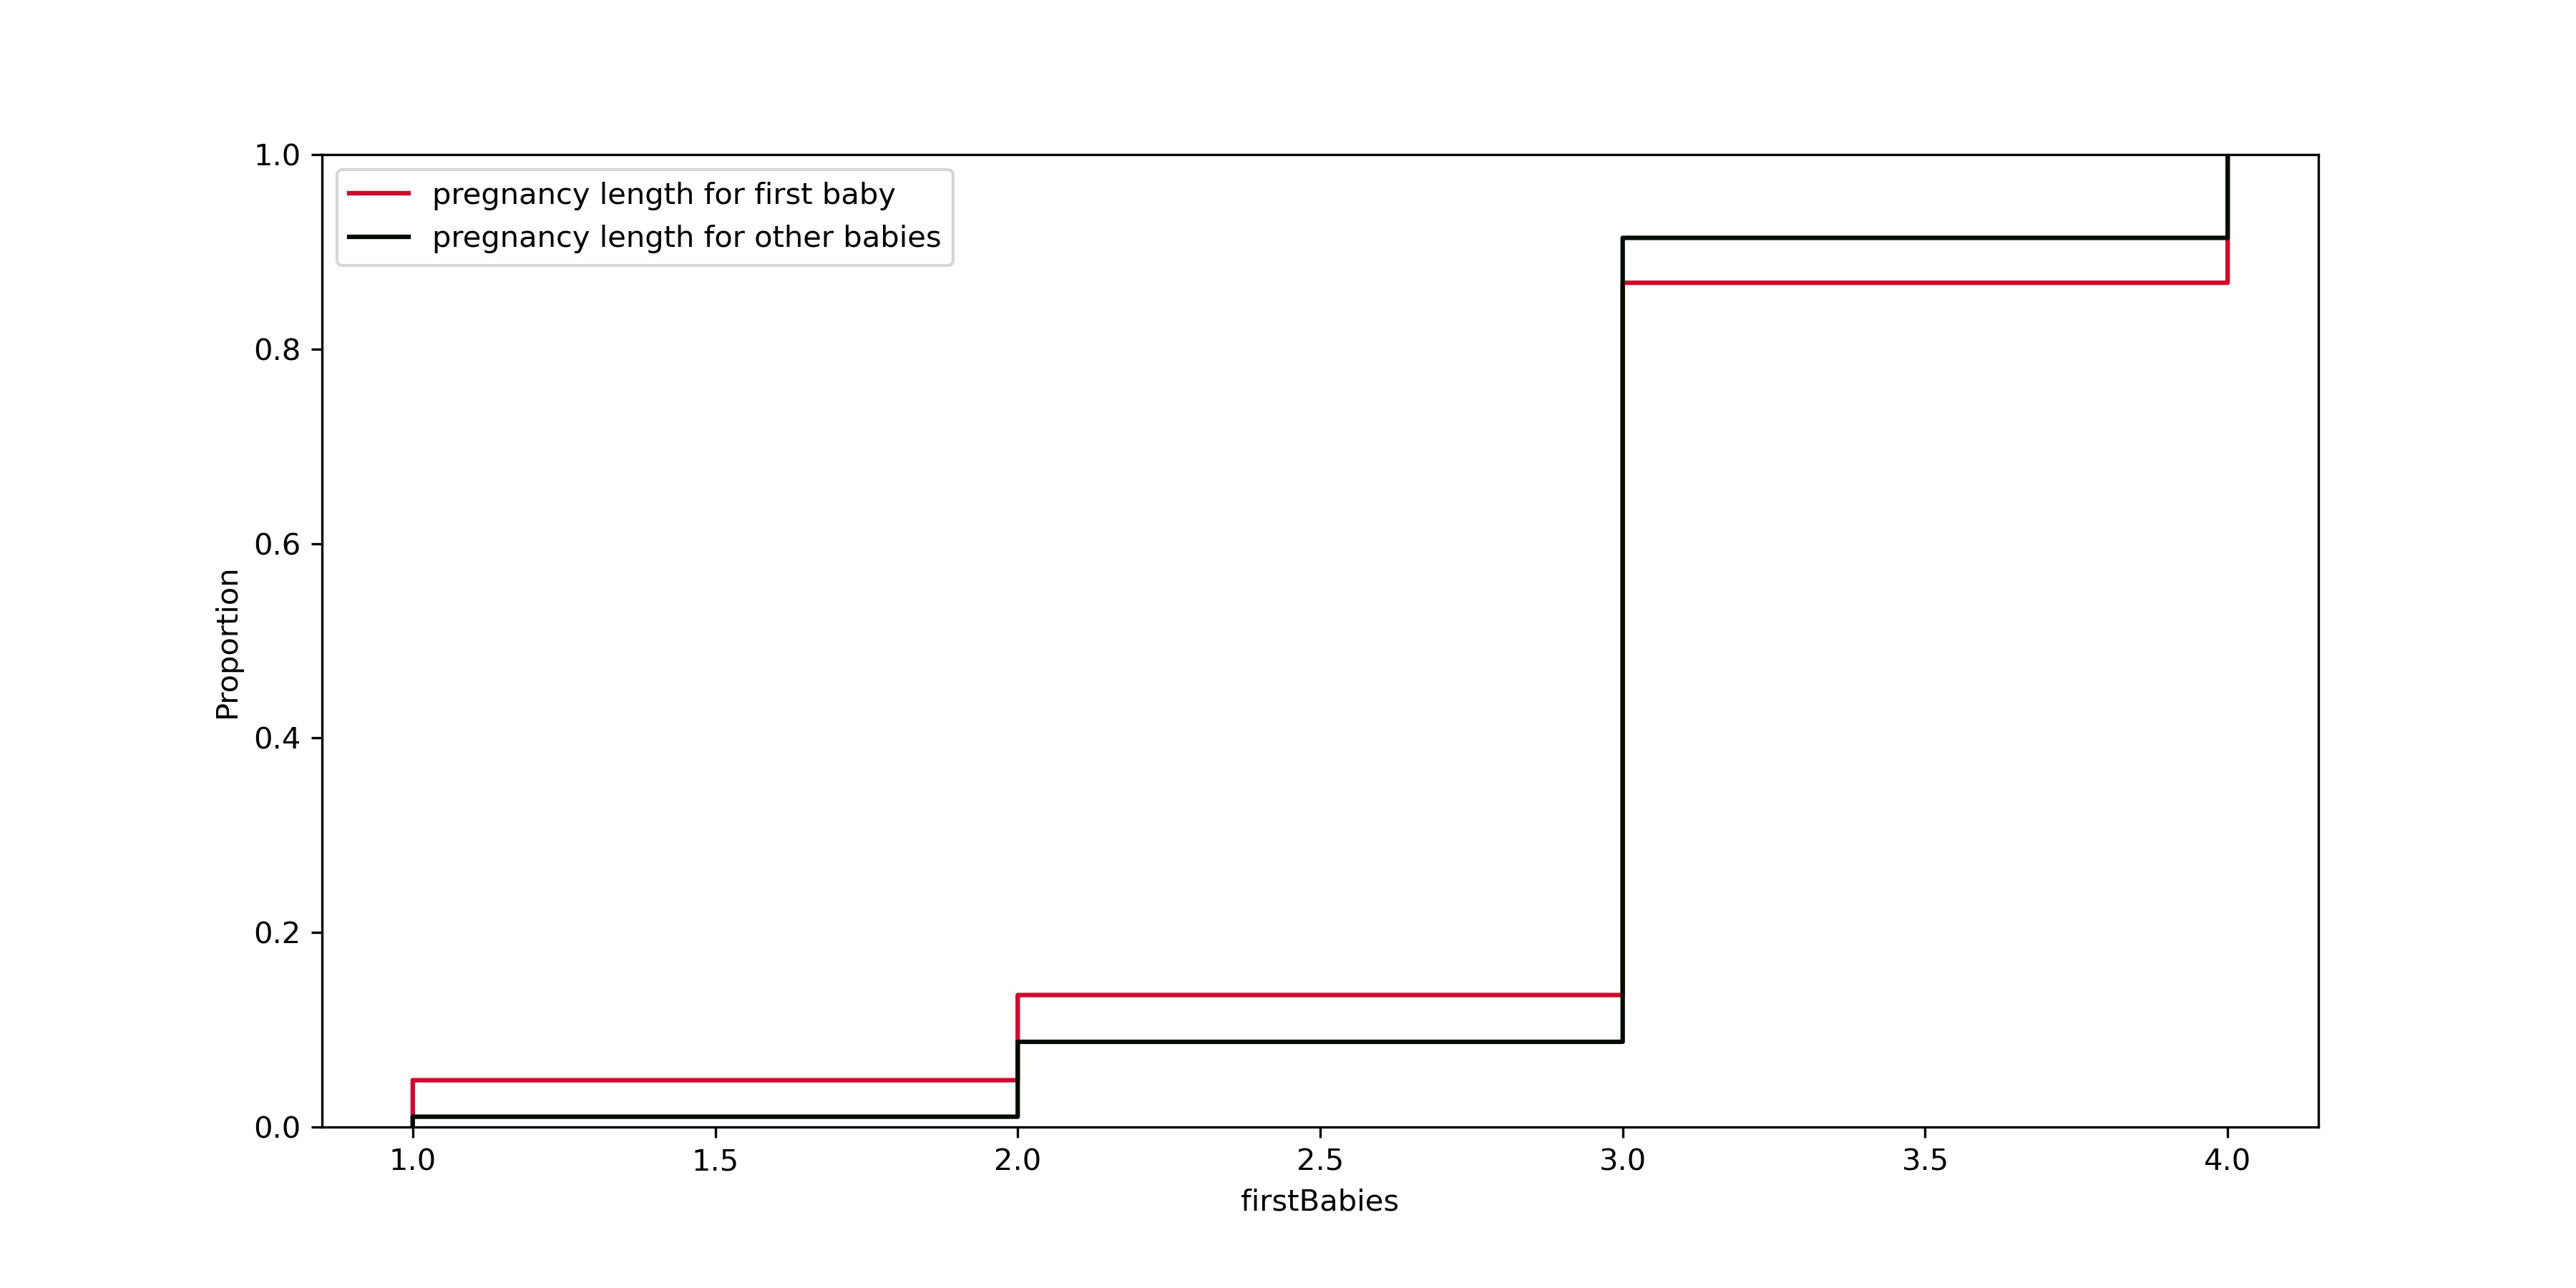 1.0
pregnancy length for first baby
pregnancy length for other babies
0.8
0.6
Proportion
0.4
0.2
0.0
1.0 1.5 2.0 2.5 3.0 3.5 4.0
firstBabies